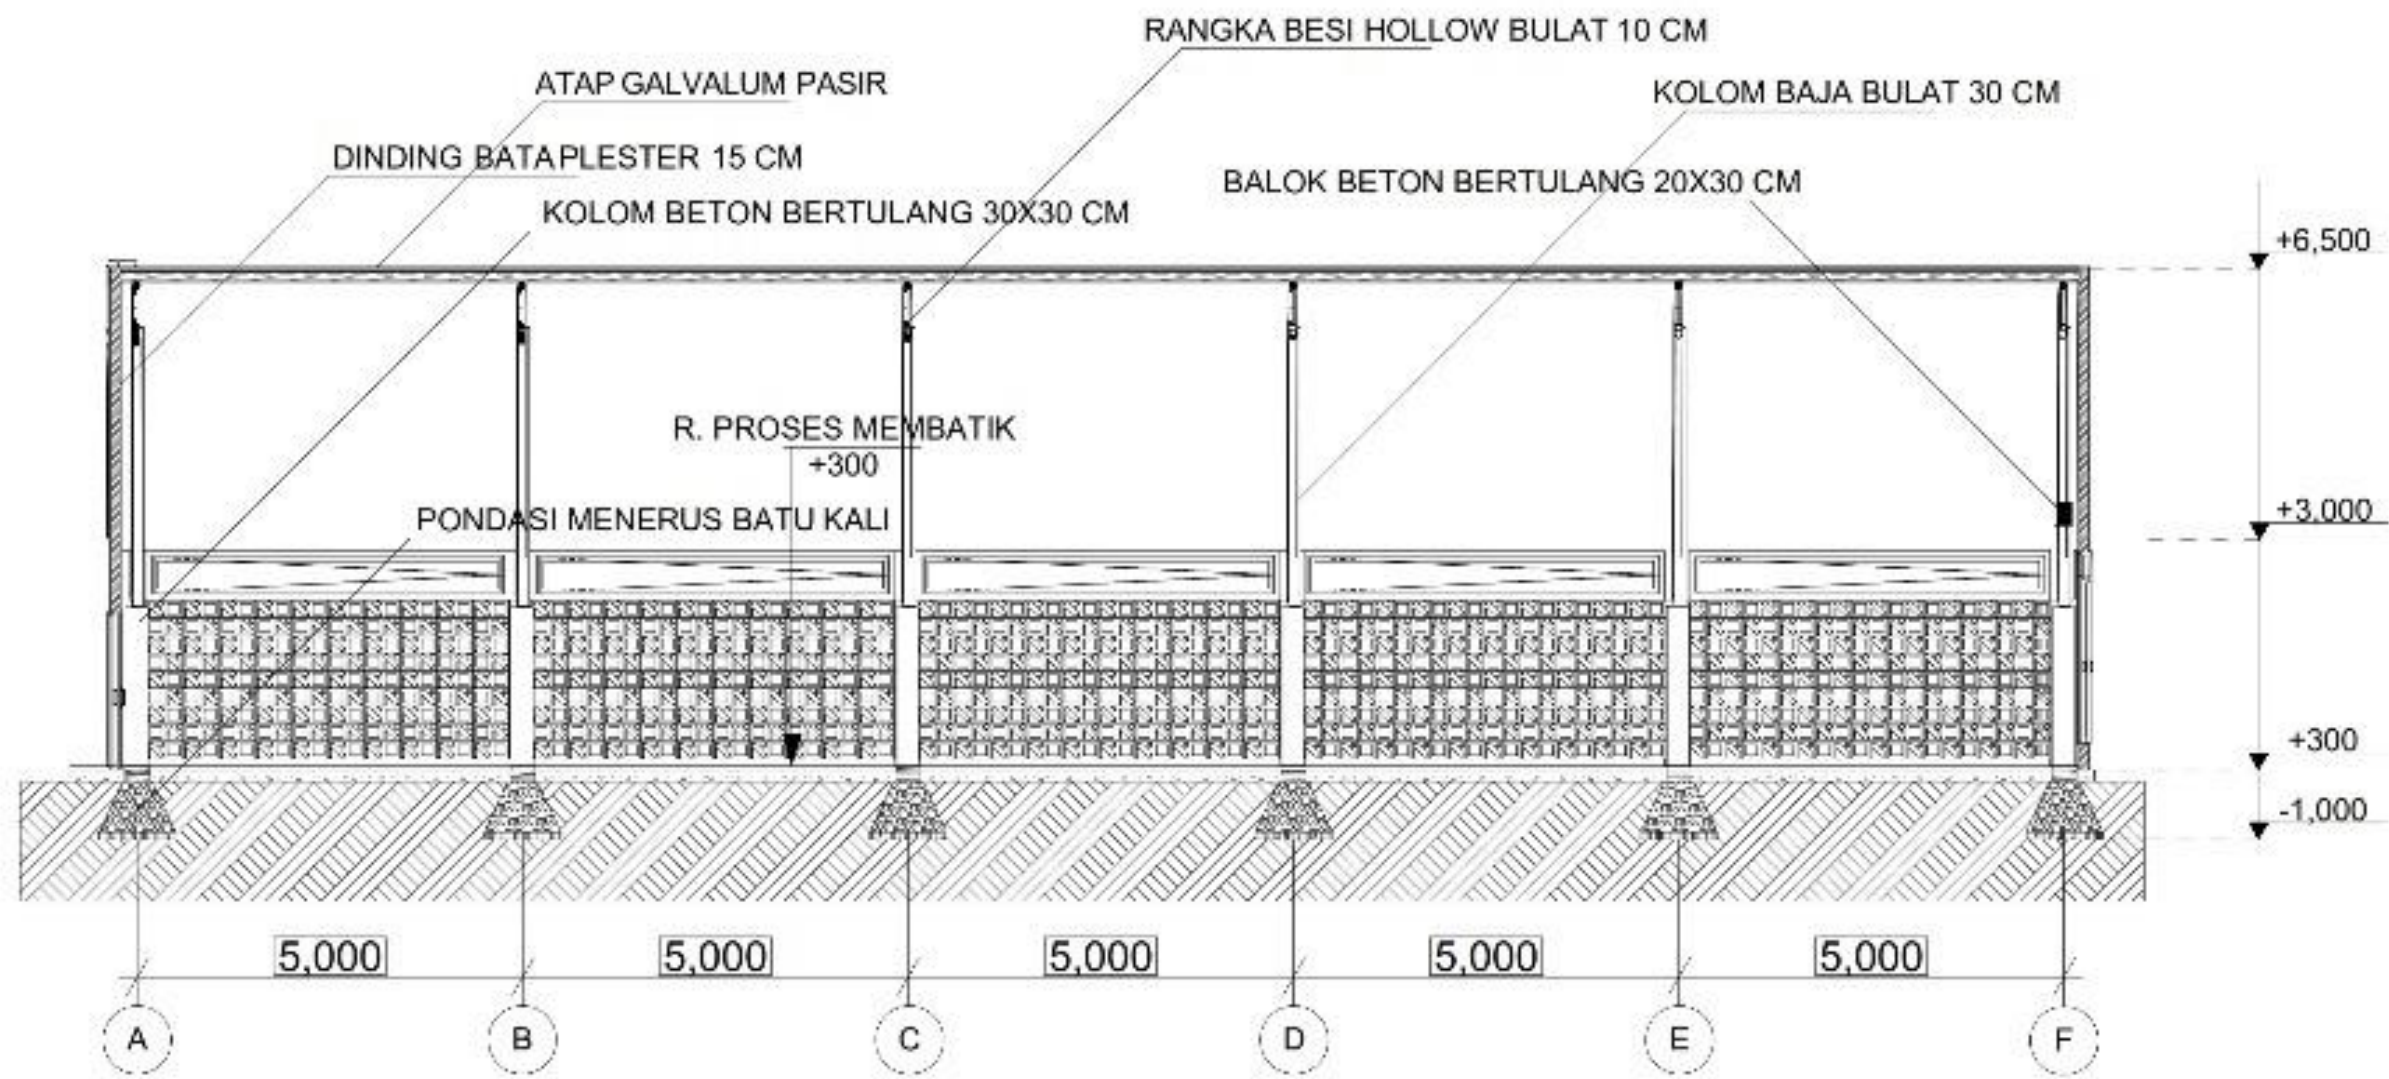 RANGKA BESI HOLLOW BULAT 10 CM
ATAP GALVALUM PASIR
KOLOM BAJA BULAT 30 CM
DINDING BATAPLESTER 15 CM
BALOK BETON BERTULANG 20X30 CM
KOLOM BETON BERTULANG 30X30 CM
+6,500
R. PROSES MEMBATIK
+300
PONDASI MENERUS BATU KALI
+3,000
+300
-1,000
5,000 5,000 5,000 5,000 5,000
A B C D E F